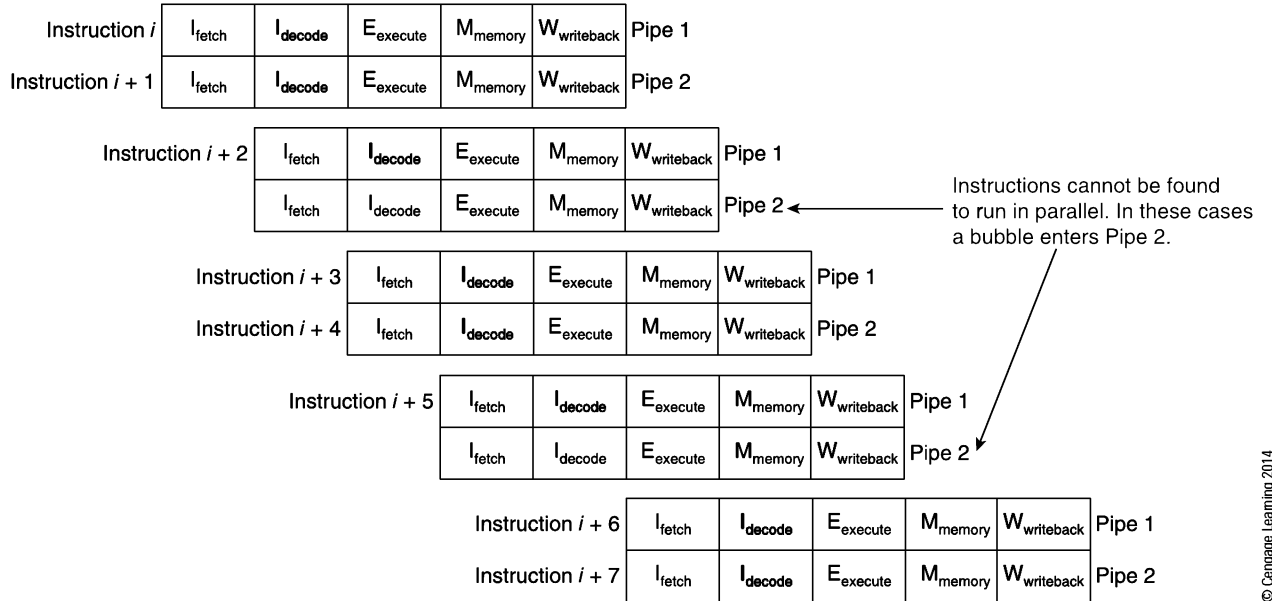 Instruction i Ifetch Idecode Eexecute Mmemory Wwriteback Pipe 1
Instruction i + 1 Ifetch Idecode Eexecute Mmemory Wwriteback Pipe 2
Instruction i + 2 Ifetch Idecode Eexecute Mmemory Wwriteback Pipe 1
Ifetch Idecode Eexecute Mmemory Wwriteback Pipe 2
Instructions cannot be found
to run in parallel. In these cases
a bubble enters Pipe 2.
Instruction i + 3 Ifetch Idecode Eexecute Mmemory Wwriteback Pipe 1
Instruction i + 4 Ifetch Idecode Eexecute Mmemory Wwriteback Pipe 2
Instruction i + 5 Ifetch Idecode Eexecute Mmemory Wwriteback Pipe 1
Ifetch Idecode Eexecute Mmemory Wwriteback Pipe 2
Instruction i + 6 Ifetch Idecode Eexecute Mmemory Wwriteback Pipe 1
Instruction i + 7 Ifetch Idecode Eexecute Mmemory Wwriteback Pipe 2
© Cengage Learning 2014